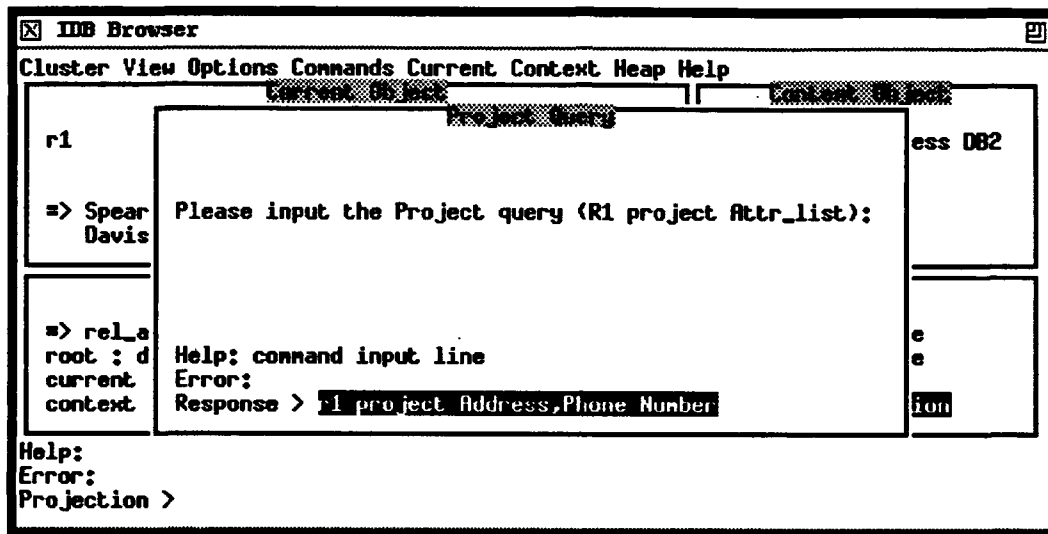 IDB Browser
Cluster View Options Commands Current Context Heap Help
Current Object
Context Object
Project Query
r1
ess DB2
=> Spear
Please input the Project query (R1 project Attr_list):
Davis
=> rel_a
e
root : d
Help: command input line
e
current
Error:
context
Response > r1 project Address,Phone Number
ion
Help:
Error:
Projection >